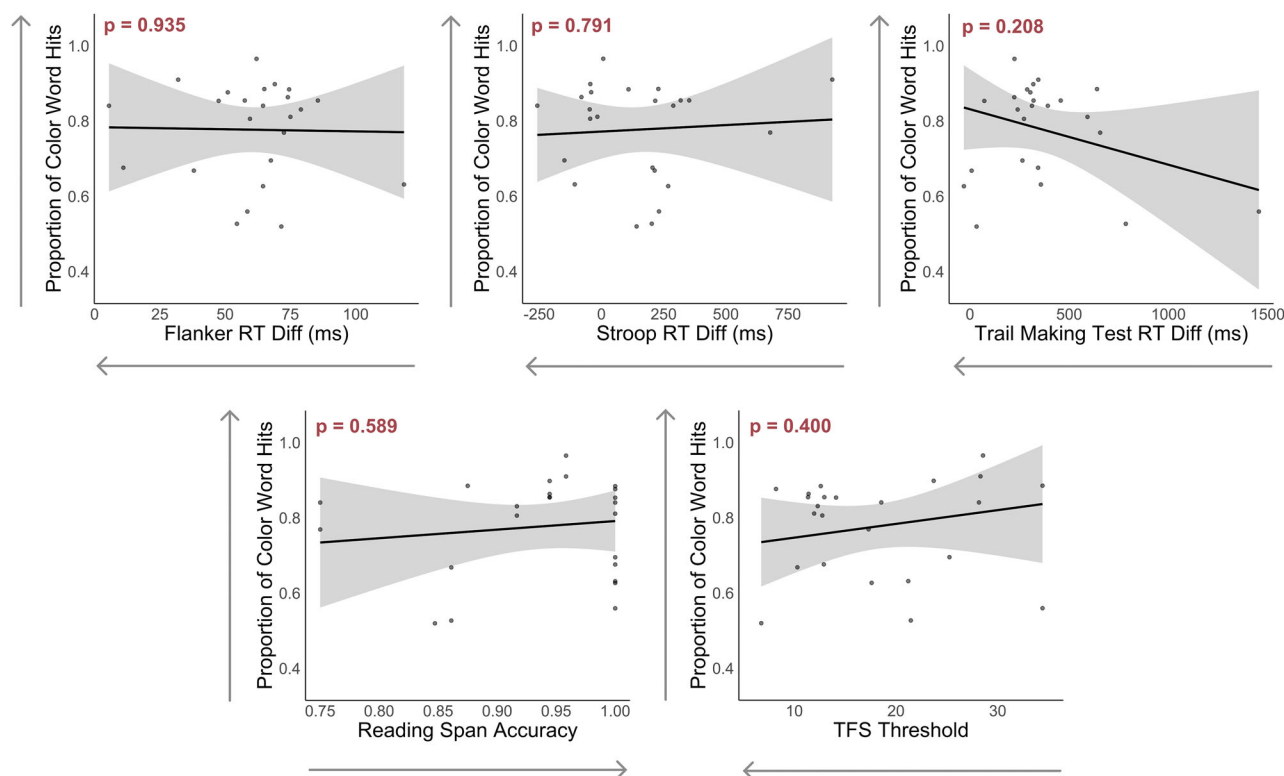 p = 0.935
Proportion of Color Word Hits
1.0
0.8
0.6
0.4
0 25 50 75 100
Flanker RT Diff (ms)
p = 0.791
Proportion of Color Word Hits
1.0
0.8
0.6
0.4
-250 0 250 500 750
Stroop RT Diff (ms)
p = 0.208
Proportion of Color Word Hits
1.0
0.8
0.6
0.4
0 500 1000 1500
Trail Making Test RT Diff (ms)
p = 0.589
Proportion of Color Word Hits
1.0
0.8
0.6
0.4
0.75 0.80 0.85 0.90 0.95 1.00
Reading Span Accuracy
p = 0.400
Proportion of Color Word Hits
1.0
0.8
0.6
0.4
10 20 30
TFS Threshold